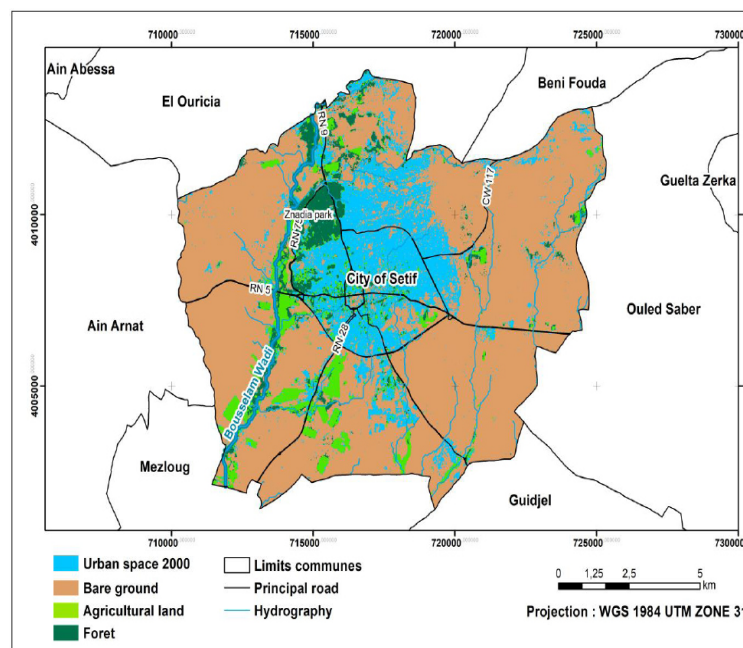 710000 715000 720000 725000 730000
Ain Abessa
Beni Fouda
El Ouricia
RN 9
CW 117
Guelta Zerka
4010000
Znadia park
RN 75
City of Setif
RN 5
Ouled Saber
Ain Arnat
RN 28
4005000
Bousselam Wadi
Mezloug
Guidjel
710000 715000 720000 725000 730000
Urban space 2000
Bare ground
Agricultural land
Foret
Limits communes
Principal road
Hydrography
0 1,25 2,5 5
km
Projection : WGS 1984 UTM ZONE 31